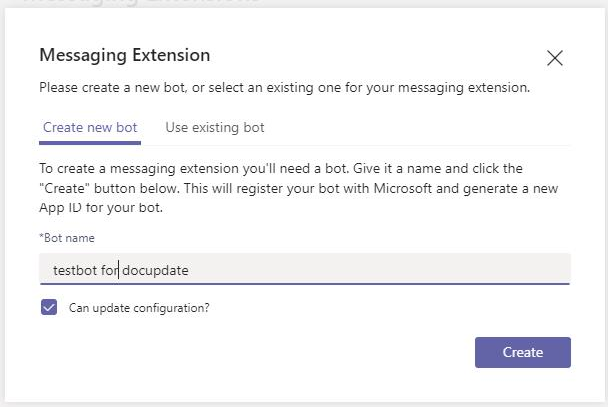 Messaging Extension
Please create a new bot, or select an existing one for your messaging extension.
Create new bot Use existing bot
To create a messaging extension you'll need a bot. Give it a name and click the
"Create" button below. This will register your bot with Microsoft and generate a new
App ID for your bot.
*Bot name
testbot for docupdate
Can update configuration?
Create